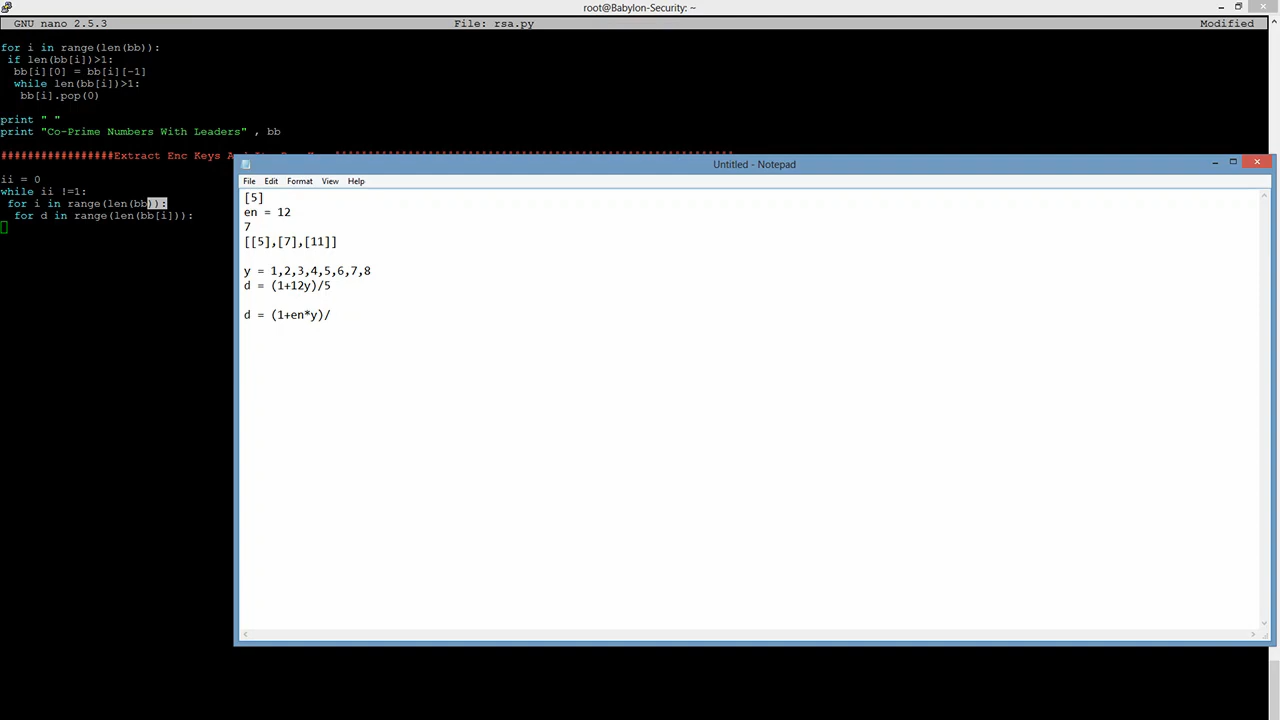 root@Babylon-Security: ~
GNU nano 2.5.3 File: rsa.py Modified
for i in range(len(bb)):
if len(bb[i])>1:
bb[i][0] = bb[i][-1]
while len(bb[i])>1:
bb[i].pop(0)
print " "
print "Co-Prime Numbers With Leaders" , bb
#################Extract Enc Keys
ii = 0
while ii !=1:
for i in range(len(bb)):
for d in range(len(bb[i])):
Untitled - Notepad
File Edit Format View Help
[5]
en = 12
7
[[5],[7],[11]]
y = 1,2,3,4,5,6,7,8
d = (1+12y)/5
d = (1+en*y)/